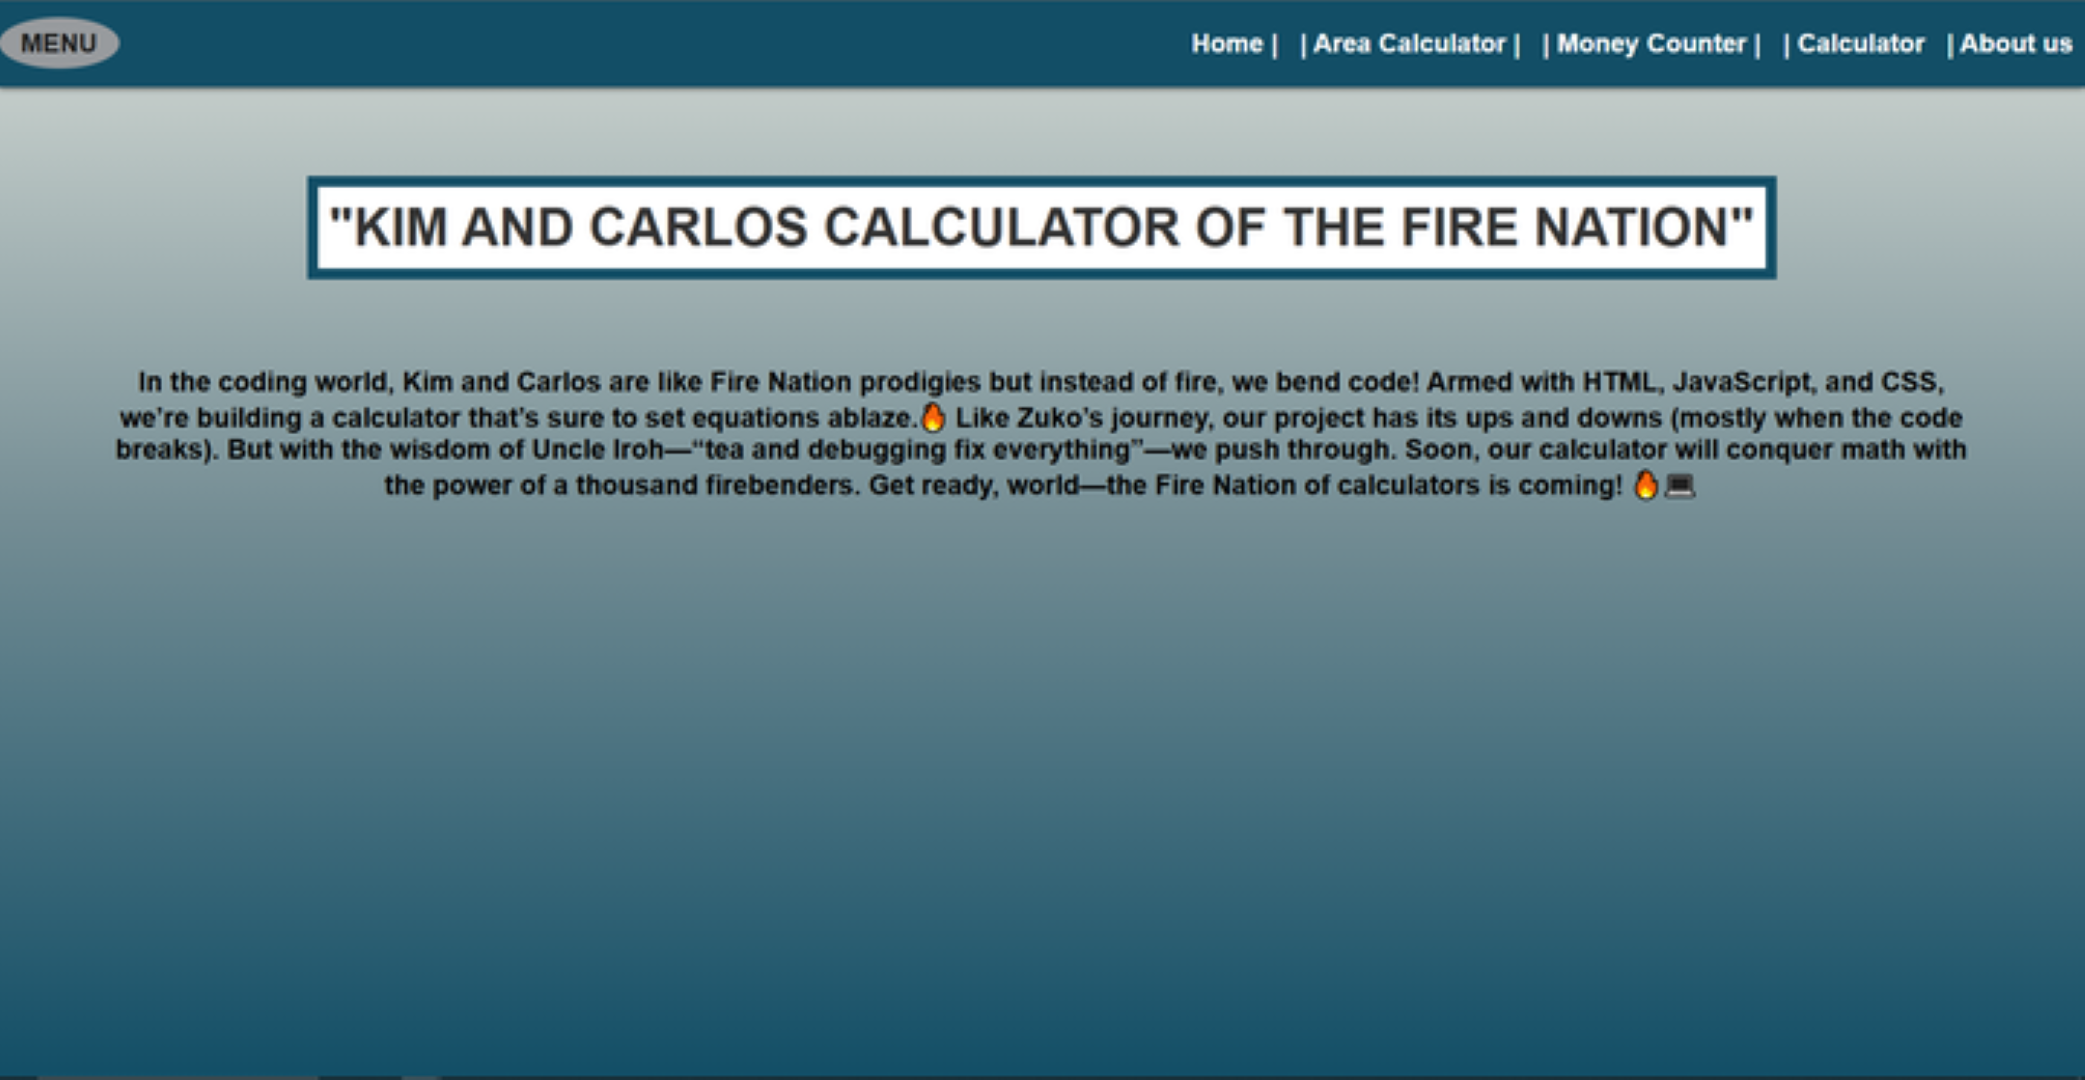 MENU
Home | | Area Calculator | | Money Counter | | Calculator | About us
"KIM AND CARLOS CALCULATOR OF THE FIRE NATION"
In the coding world, Kim and Carlos are like Fire Nation prodigies but instead of fire, we bend code! Armed with HTML, JavaScript, and CSS,
we’re building a calculator that’s sure to set equations ablaze.🔥 Like Zuko’s journey, our project has its ups and downs (mostly when the code
breaks). But with the wisdom of Uncle Iroh—“tea and debugging fix everything”—we push through. Soon, our calculator will conquer math with
the power of a thousand firebenders. Get ready, world—the Fire Nation of calculators is coming! 🔥💻